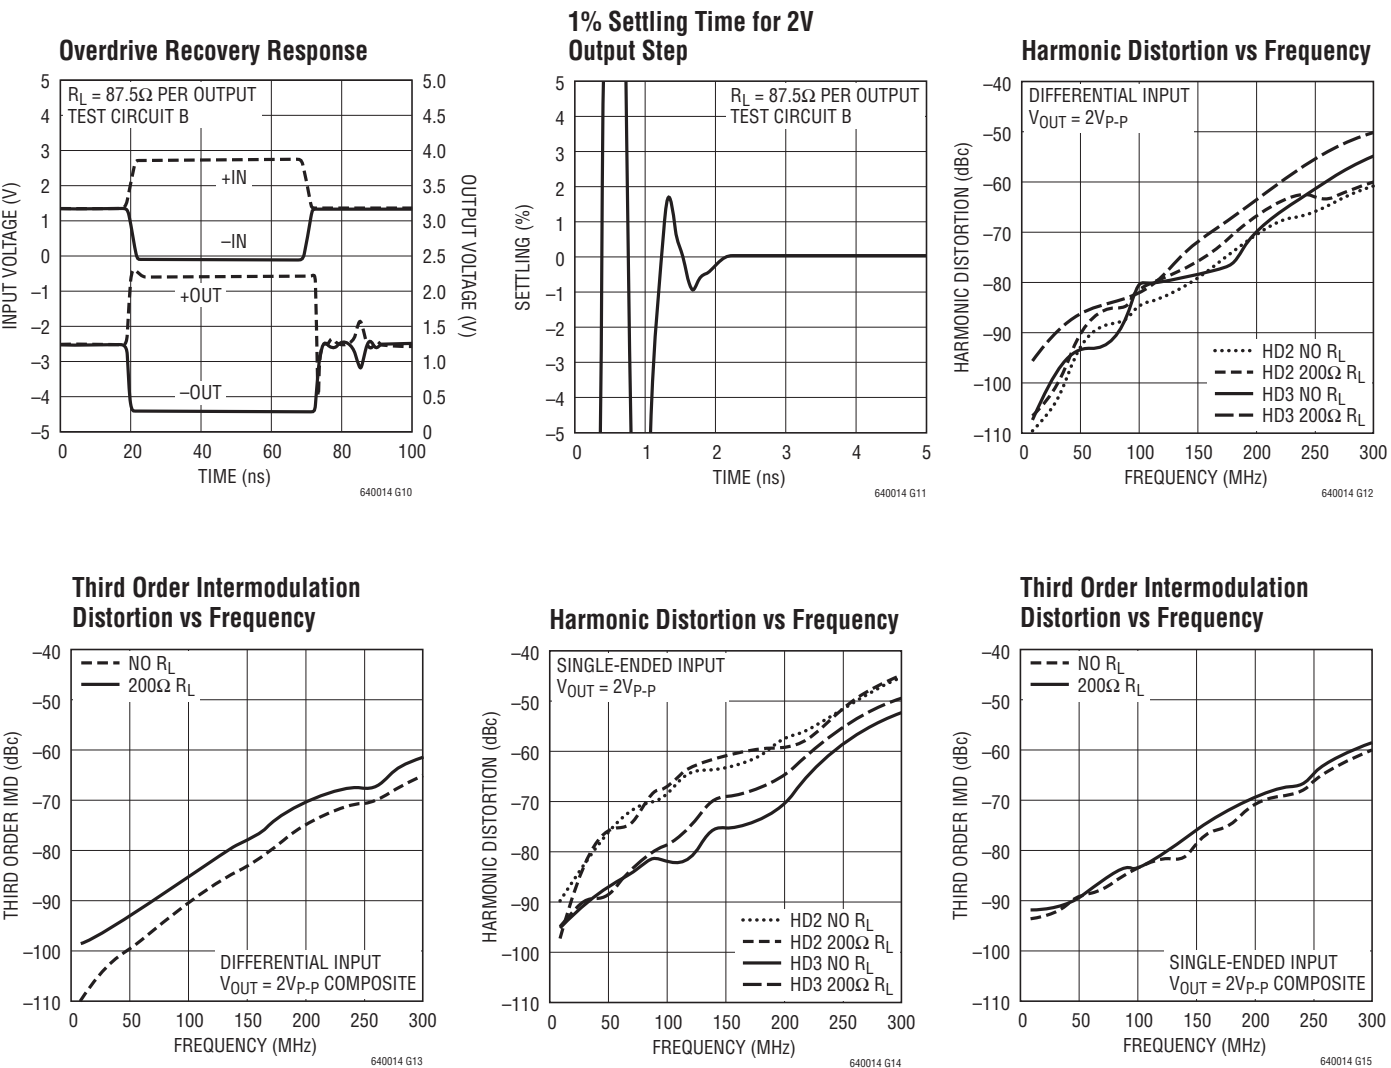 Overdrive Recovery Response
5
4
3
2
1
0
–1
–2
–3
–4
–5
INPUT VOLTAGE (V)
RL = 87.5Ω PER OUTPUT
TEST CIRCUIT B
+IN
–IN
+OUT
–OUT
5.0
4.5
4.0
3.5
3.0
2.5
2.0
1.5
1.0
0.5
0
OUTPUT VOLTAGE (V)
0 20 40 60 80 100
TIME (ns)
640014 G10
1% Settling Time for 2V
Output Step
5
4
3
2
1
0
–1
–2
–3
–4
–5
SETTLING (%)
RL = 87.5Ω PER OUTPUT
TEST CIRCUIT B
0 1 2 3 4 5
TIME (ns)
640014 G11
Harmonic Distortion vs Frequency
–40
–50
–60
–70
–80
–90
–100
–110
HARMONIC DISTORTION (dBc)
DIFFERENTIAL INPUT
VOUT = 2VP-P
HD2 NO RL
HD2 200Ω RL
HD3 NO RL
HD3 200Ω RL
0 50 100 150 200 250 300
FREQUENCY (MHz)
640014 G12
Third Order Intermodulation
Distortion vs Frequency
–40
–50
–60
–70
–80
–90
–100
–110
THIRD ORDER IMD (dBc)
NO RL
200Ω RL
DIFFERENTIAL INPUT
VOUT = 2VP-P COMPOSITE
0 50 100 150 200 250 300
FREQUENCY (MHz)
640014 G13
Harmonic Distortion vs Frequency
–40
–50
–60
–70
–80
–90
–100
–110
HARMONIC DISTORTION (dBc)
SINGLE-ENDED INPUT
VOUT = 2VP-P
HD2 NO RL
HD2 200Ω RL
HD3 NO RL
HD3 200Ω RL
0 50 100 150 200 250 300
FREQUENCY (MHz)
640014 G14
Third Order Intermodulation
Distortion vs Frequency
–40
–50
–60
–70
–80
–90
–100
–110
THIRD ORDER IMD (dBc)
NO RL
200Ω RL
SINGLE-ENDED INPUT
VOUT = 2VP-P COMPOSITE
0 50 100 150 200 250 300
FREQUENCY (MHz)
640014 G15